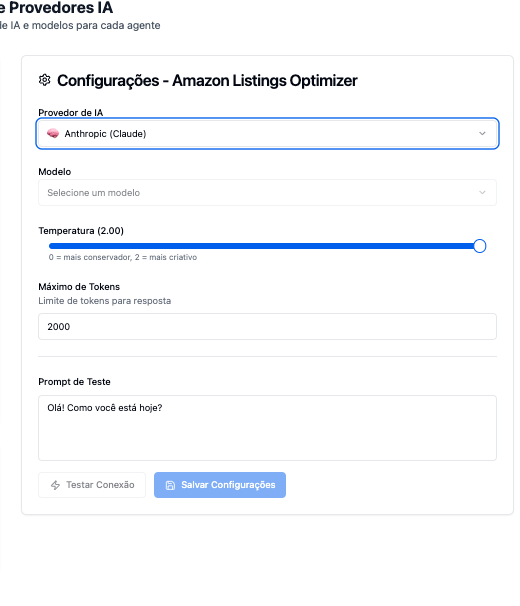 e Provedores IA
de IA e modelos para cada agente
Configurações - Amazon Listings Optimizer
Provedor de IA
Anthropic (Claude)
Modelo
Selecione um modelo
Temperatura (2.00)
0 = mais conservador, 2 = mais criativo
Máximo de Tokens
Limite de tokens para resposta
2000
Prompt de Teste
Olá! Como você está hoje?
Testar Conexão
Salvar Configurações